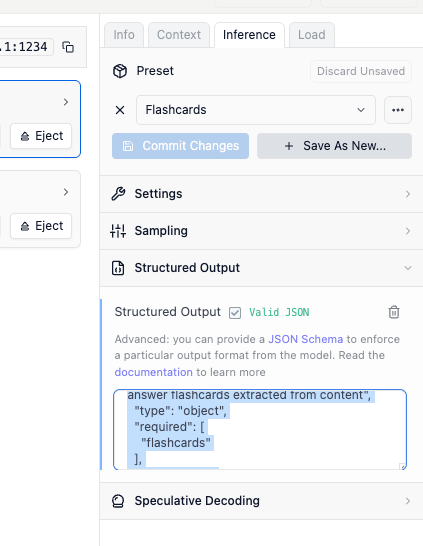 .1:1234
Eject
Eject
Info Context Inference Load
Preset
Discard Unsaved
Flashcards
Commit Changes
+ Save As New...
Settings
Sampling
Structured Output
Structured Output Valid JSON
Advanced: you can provide a JSON Schema to enforce
a particular output format from the model. Read the
documentation to learn more
answer flashcards extracted from content",
"type": "object",
"required": [
"flashcards"
],
Speculative Decoding